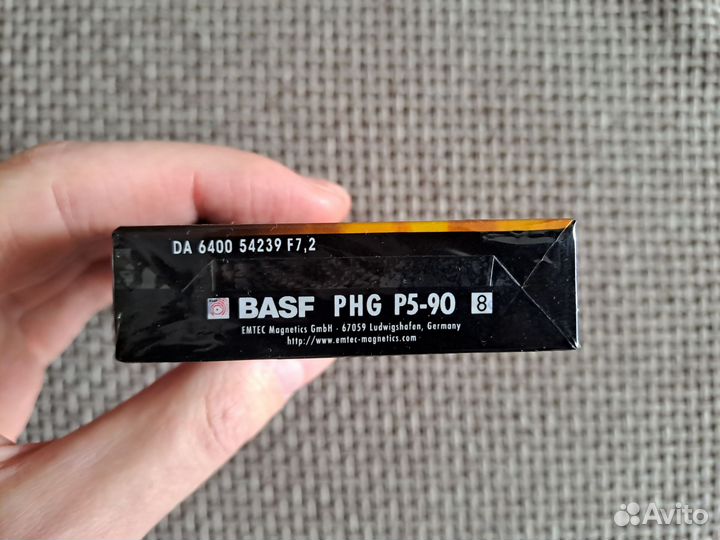 DA 6400 54239 F7,2
BASF PHG P5-90 8
EMTEC Magnetics GmbH - 67059 Ludwigshafen, Germany
http://www.emtec-magnetics.com
Avito